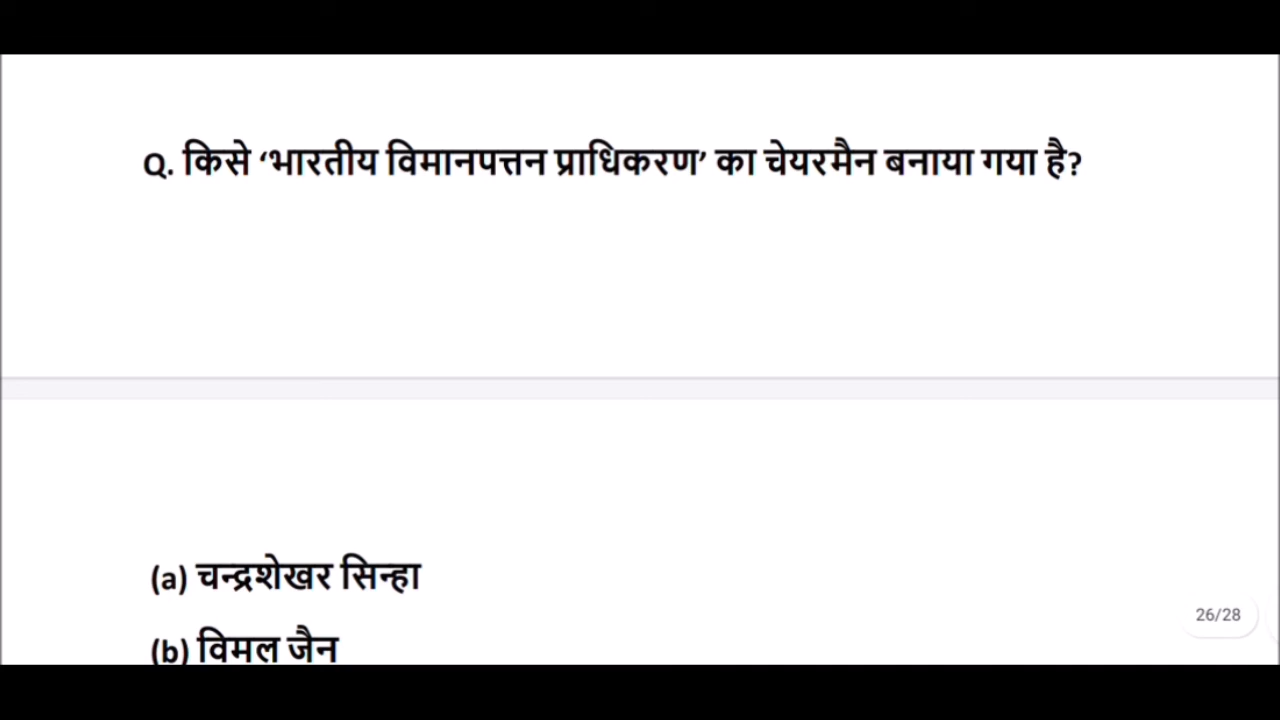 Q. किसे ‘भारतीय विमानपत्तन प्राधिकरण’ का चेयरमैन बनाया गया है?
(a) चन्द्रशेखर सिन्हा
26/28
(b) विमल जैन